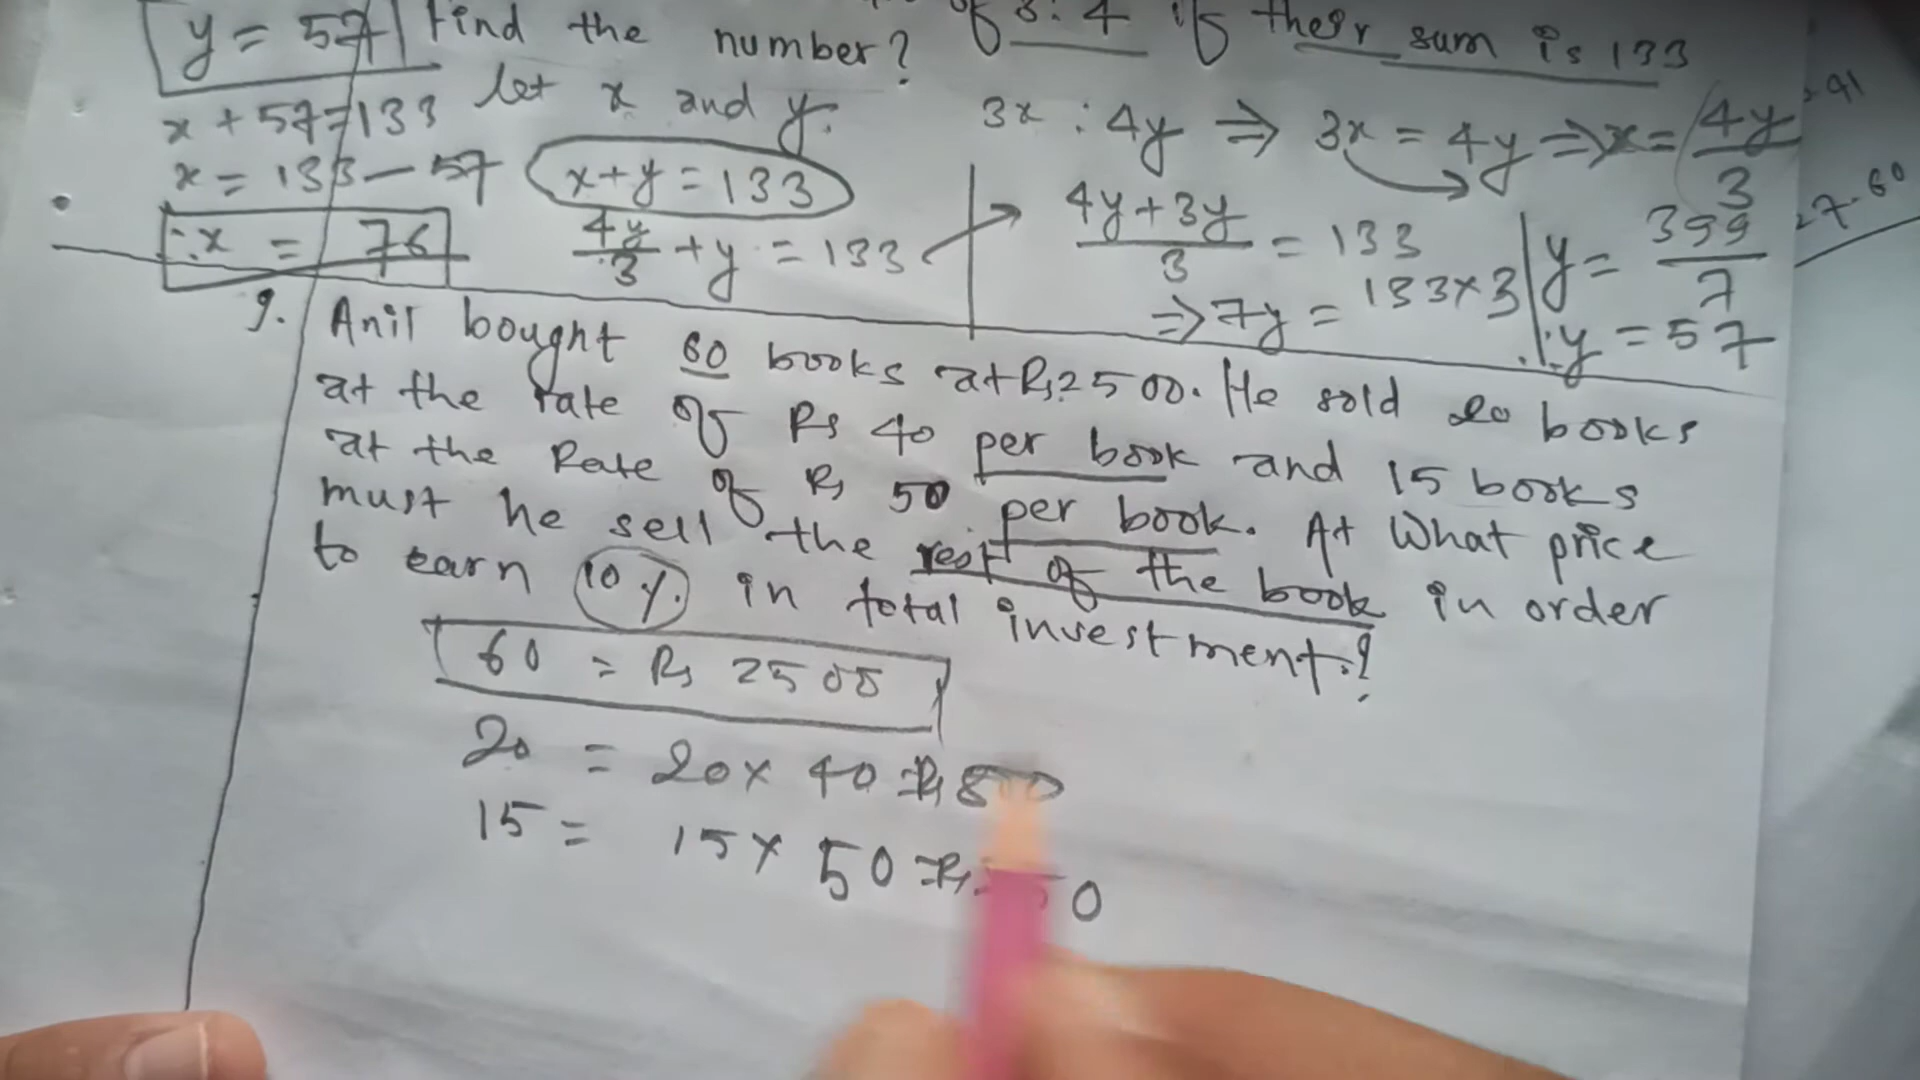 of 3:4 if their sum is 133
y = 57 find the number?
let x and y.
x + 57 = 133
x = 133 - 57
∴ x = 76
x + y = 133
4y/3 + y = 133
3x : 4y ⇒ 3x = 4y ⇒ x = 4y/3
4y + 3y/3 = 133
⇒ 7y = 133 × 3
y = 399/7
∴ y = 57
9. Anil bought 60 books at Rs 2500. He sold 20 books
at the rate of Rs 40 per book and 15 books
at the Rate of Rs 50 per book. At What price
must he sell the rest of the book in order
to earn 10% in total investment?
60 = Rs 2500
20 = 20 × 40 = Rs 800
15 = 15 × 50 = Rs